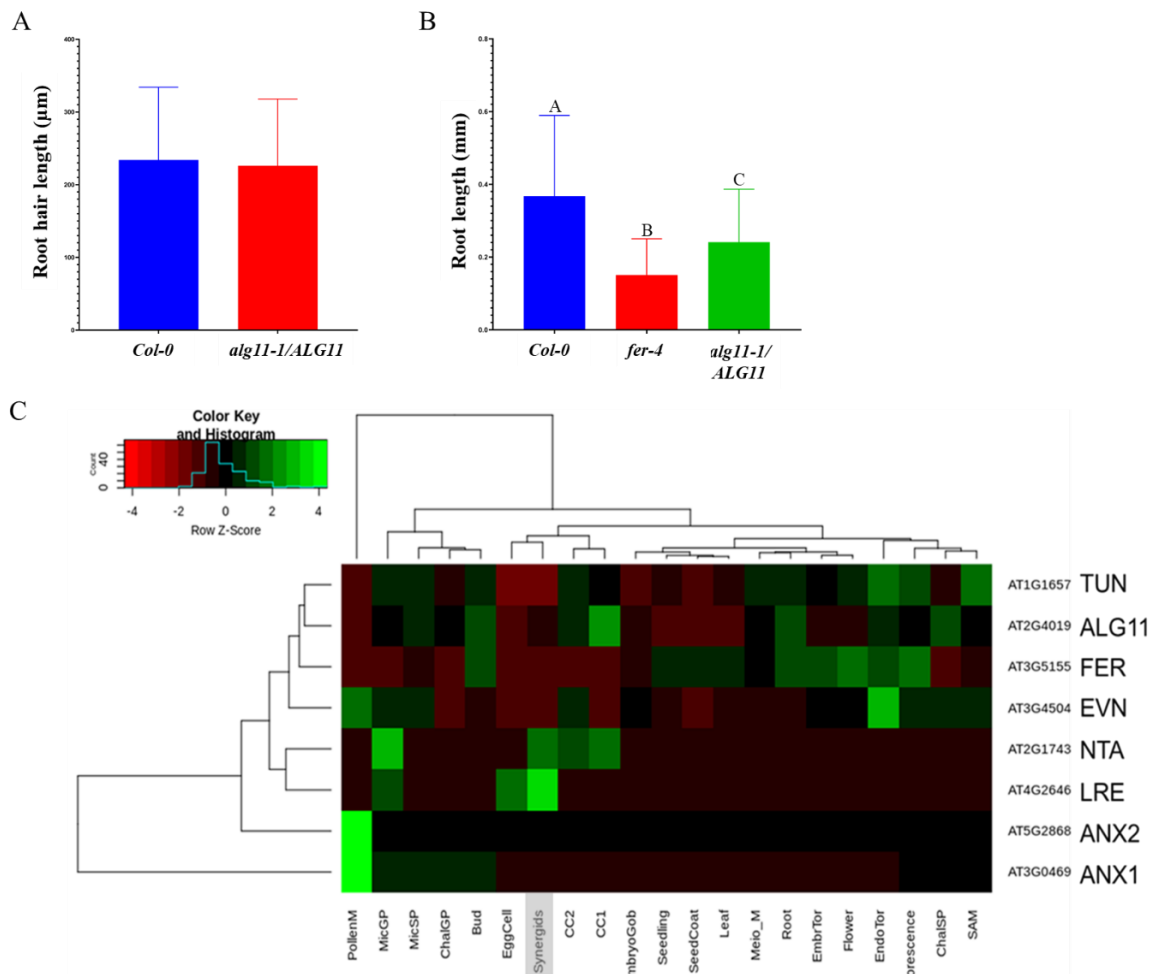 A
Root hair length (μm)
400
300
200
100
0
Col-0
alg11-1/ALG11
B
Root length (mm)
0.8
0.6
0.4
0.2
0.0
A
B
C
Col-0
fer-4
alg11-1/
ALG11
C
Color Key
and Histogram
Count
0 40
-4 -2 0 2 4
Row Z-Score
AT1G1657 TUN
AT2G4019 ALG11
AT3G5155 FER
AT3G4504 EVN
AT2G1743 NTA
AT4G2646 LRE
AT5G2868 ANX2
AT3G0469 ANX1
PollenM
MicGP
MicSP
ChalGP
Bud
EggCell
Synergids
CC2
CC1
mbryoGob
Seedling
SeedCoat
Leaf
Meio_M
Root
EmbrTor
Flower
EndoTor
orescence
ChalSP
SAM